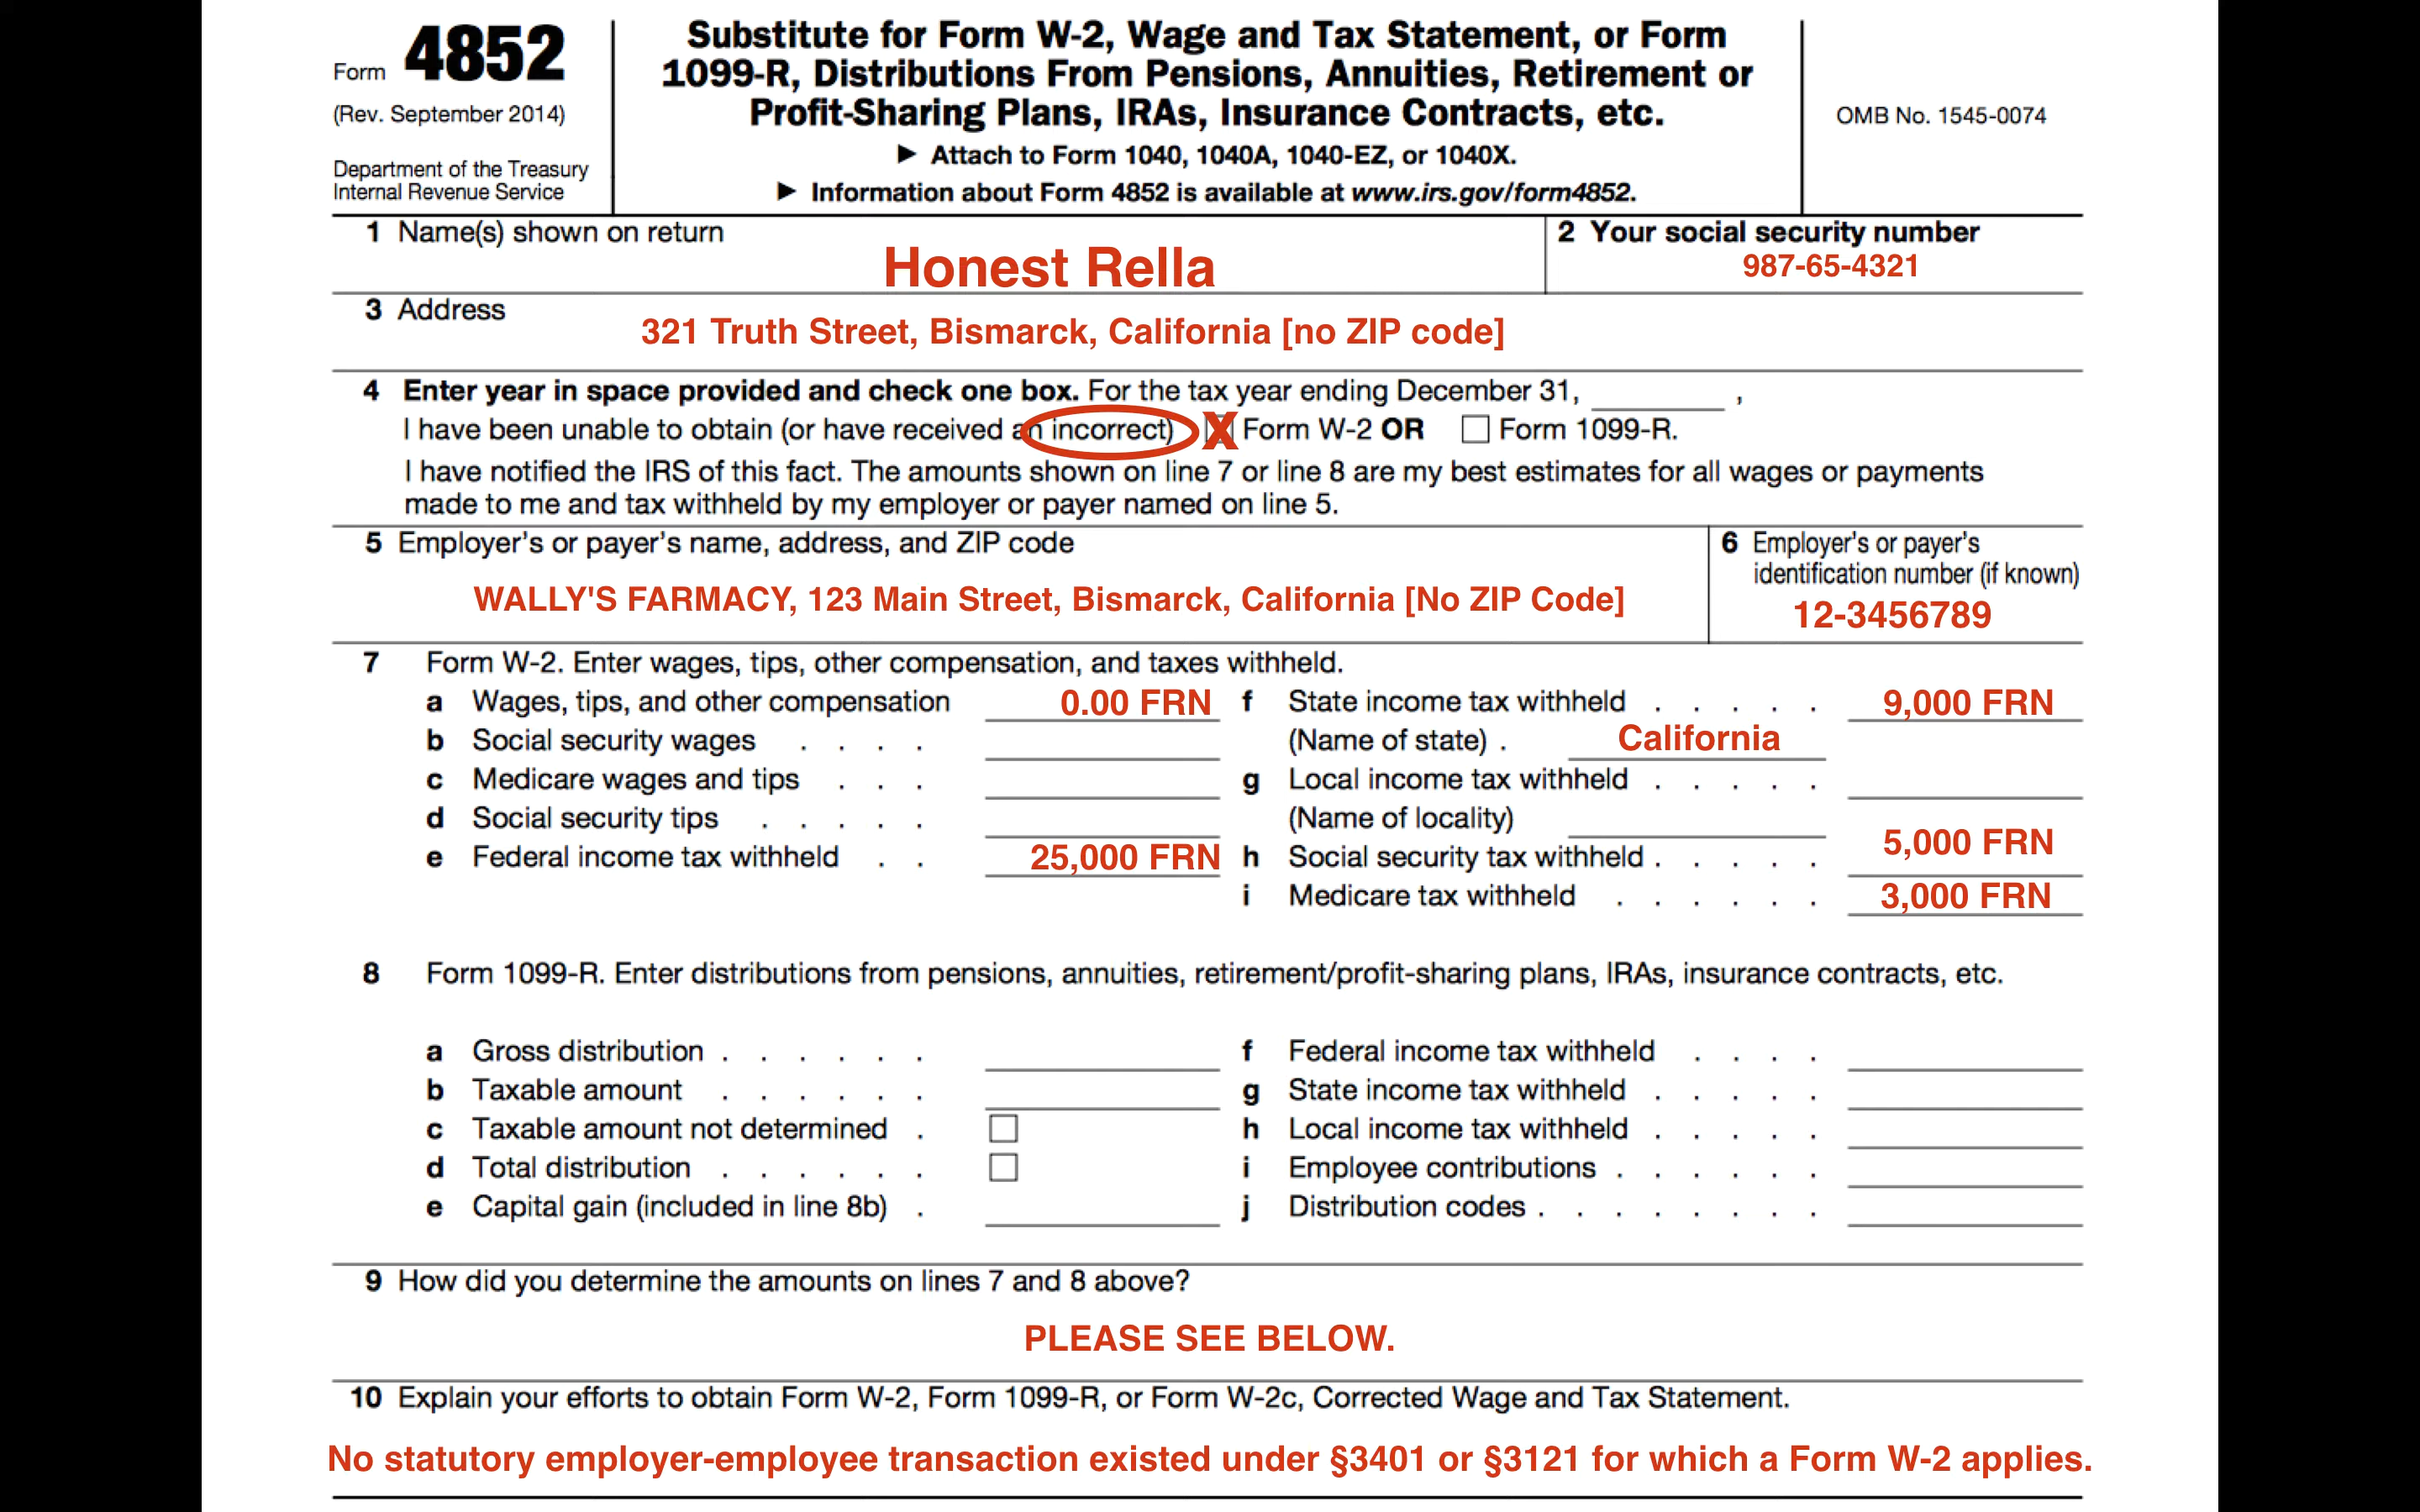 Form 4852
(Rev. September 2014)
Department of the Treasury
Internal Revenue Service
Substitute for Form W-2, Wage and Tax Statement, or Form
1099-R, Distributions From Pensions, Annuities, Retirement or
Profit-Sharing Plans, IRAs, Insurance Contracts, etc.
► Attach to Form 1040, 1040A, 1040-EZ, or 1040X.
► Information about Form 4852 is available at www.irs.gov/form4852.
OMB No. 1545-0074
1 Name(s) shown on return
Honest Rella
2 Your social security number
987-65-4321
3 Address
321 Truth Street, Bismarck, California [no ZIP code]
4 Enter year in space provided and check one box. For the tax year ending December 31, ,
I have been unable to obtain (or have received an incorrect) X Form W-2 OR Form 1099-R.
I have notified the IRS of this fact. The amounts shown on line 7 or line 8 are my best estimates for all wages or payments
made to me and tax withheld by my employer or payer named on line 5.
5 Employer's or payer's name, address, and ZIP code
WALLY'S FARMACY, 123 Main Street, Bismarck, California [No ZIP Code]
6 Employer's or payer's
identification number (if known)
12-3456789
7 Form W-2. Enter wages, tips, other compensation, and taxes withheld.
a Wages, tips, and other compensation 0.00 FRN
b Social security wages . . . .
c Medicare wages and tips . . .
d Social security tips . . . . .
e Federal income tax withheld . . 25,000 FRN
f State income tax withheld . . . . . 9,000 FRN
(Name of state) . California
g Local income tax withheld . . . . .
(Name of locality)
h Social security tax withheld . . . . . 5,000 FRN
i Medicare tax withheld . . . . . . 3,000 FRN
8 Form 1099-R. Enter distributions from pensions, annuities, retirement/profit-sharing plans, IRAs, insurance contracts, etc.
a Gross distribution . . . . . .
b Taxable amount . . . . . .
c Taxable amount not determined .
d Total distribution . . . . . .
e Capital gain (included in line 8b) .
f Federal income tax withheld . . . .
g State income tax withheld . . . . .
h Local income tax withheld . . . . .
i Employee contributions . . . . . .
j Distribution codes . . . . . . . .
9 How did you determine the amounts on lines 7 and 8 above?
PLEASE SEE BELOW.
10 Explain your efforts to obtain Form W-2, Form 1099-R, or Form W-2c, Corrected Wage and Tax Statement.
No statutory employer-employee transaction existed under §3401 or §3121 for which a Form W-2 applies.